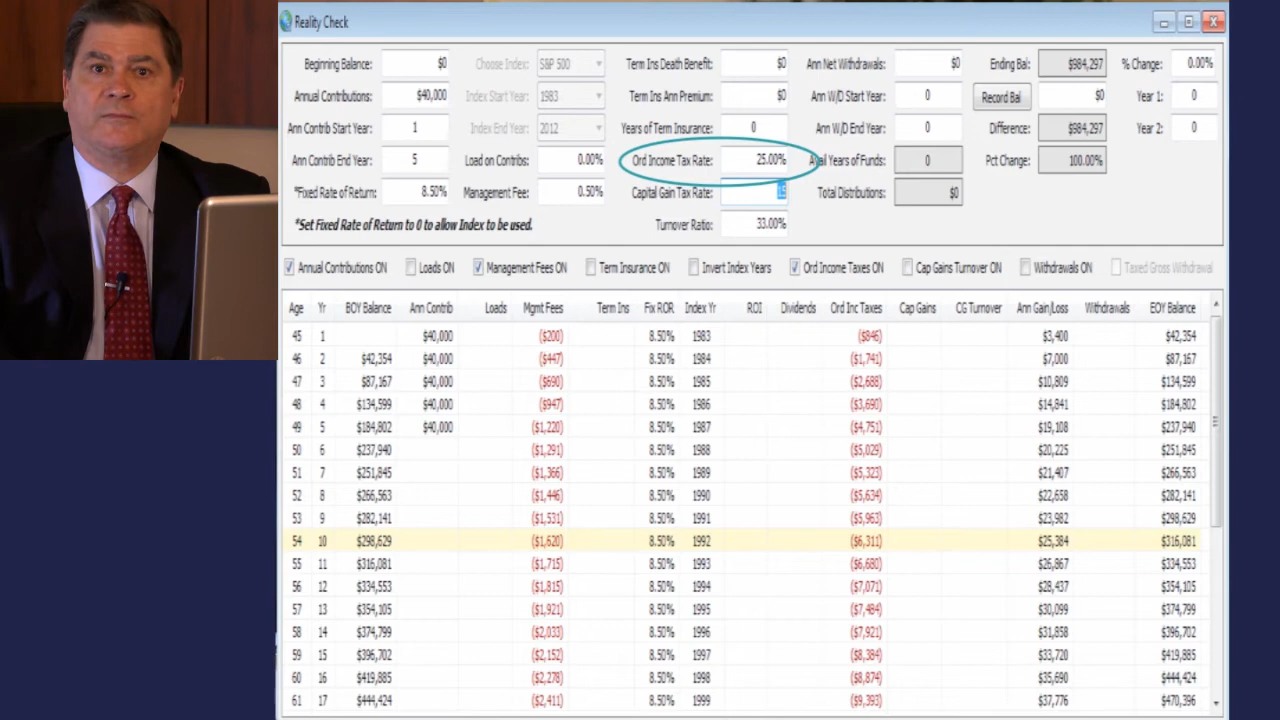 Reality Check
Beginning Balance: $0 Choose Index: S&P 500 Term Ins Death Benefit: $0 Ann Net Withdrawals: $0 Ending Bal: $984,297 % Change: 0.00%
Annual Contributions: $40,000 Index Start Year: 1983 Term Ins Ann Premium: $0 Ann W/D Start Year: 0 Record Bal $0 Year 1: 0
Ann Contrib Start Year: 1 Index End Year: 2012 Years of Term Insurance: 0 Ann W/D End Year: 0 Difference: $984,297 Year 2: 0
Ann Contrib End Year: 5 Load on Contribs: 0.00% Ord Income Tax Rate: 25.00% Avail Years of Funds: 0 Pct Change: 100.00%
*Fixed Rate of Return: 8.50% Management Fee: 0.50% Capital Gain Tax Rate: 15 Total Distributions: $0
*Set Fixed Rate of Return to 0 to allow Index to be used. Turnover Ratio: 33.00%
Annual Contributions ON Loads ON Management Fees ON Term Insurance ON Invert Index Years Ord Income Taxes ON Cap Gains Turnover ON Withdrawals ON Taxed Gross Withdrawal
Age Yr BOY Balance Ann Contrib Loads Mgmt Fees Term Ins Fix ROR Index Yr ROI Dividends Ord Inc Taxes Cap Gains CG Turnover Ann Gain/Loss Withdrawals EOY Balance
45 1 $40,000 ($200) 8.50% 1983 ($846) $3,400 $42,354
46 2 $42,354 $40,000 ($447) 8.50% 1984 ($1,741) $7,000 $87,167
47 3 $87,167 $40,000 ($690) 8.50% 1985 ($2,688) $10,809 $134,599
48 4 $134,599 $40,000 ($947) 8.50% 1986 ($3,690) $14,841 $184,802
49 5 $184,802 $40,000 ($1,220) 8.50% 1987 ($4,751) $19,108 $237,940
50 6 $237,940 ($1,291) 8.50% 1988 ($5,029) $20,225 $251,845
51 7 $251,845 ($1,366) 8.50% 1989 ($5,323) $21,407 $266,563
52 8 $266,563 ($1,446) 8.50% 1990 ($5,634) $22,658 $282,141
53 9 $282,141 ($1,531) 8.50% 1991 ($5,963) $23,982 $298,629
54 10 $298,629 ($1,620) 8.50% 1992 ($6,311) $25,384 $316,081
55 11 $316,081 ($1,715) 8.50% 1993 ($6,680) $26,867 $334,553
56 12 $334,553 ($1,815) 8.50% 1994 ($7,071) $28,437 $354,105
57 13 $354,105 ($1,921) 8.50% 1995 ($7,484) $30,099 $374,799
58 14 $374,799 ($2,033) 8.50% 1996 ($7,921) $31,858 $396,702
59 15 $396,702 ($2,152) 8.50% 1997 ($8,384) $33,720 $419,885
60 16 $419,885 ($2,278) 8.50% 1998 ($8,874) $35,690 $444,424
61 17 $444,424 ($2,411) 8.50% 1999 ($9,393) $37,776 $470,396